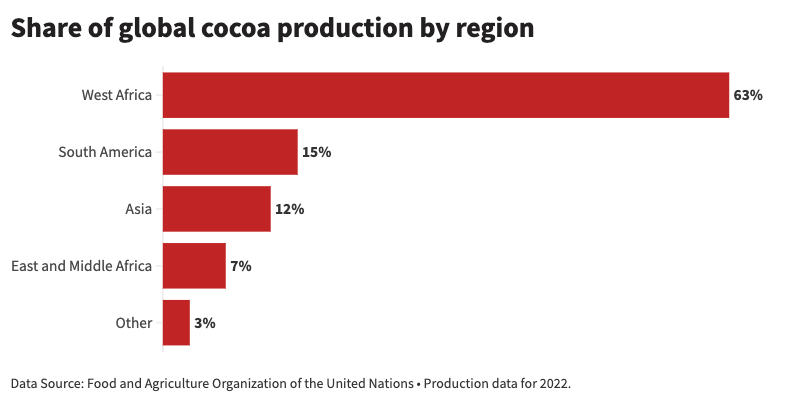 Share of global cocoa production by region
West Africa 63%
South America 15%
Asia 12%
East and Middle Africa 7%
Other 3%
Data Source: Food and Agriculture Organization of the United Nations • Production data for 2022.